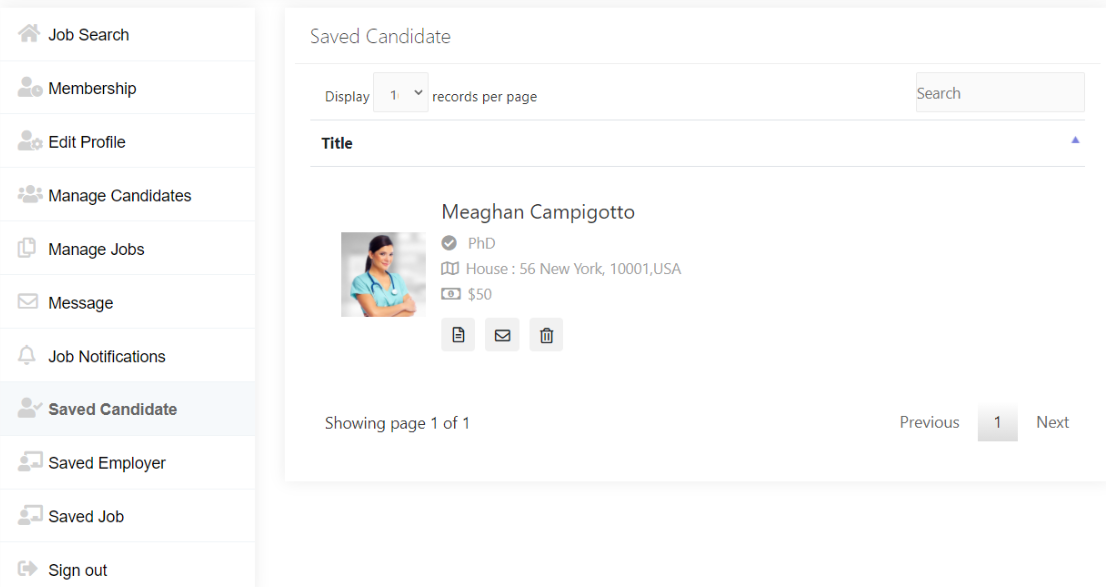 Job Search
Membership
Edit Profile
Manage Candidates
Manage Jobs
Message
Job Notifications
Saved Candidate
Saved Employer
Saved Job
Sign out
Saved Candidate
Display records per page
Search
Title
Meaghan Campigotto
PhD
House : 56 New York, 10001,USA
$50
Showing page 1 of 1
Previous 1 Next